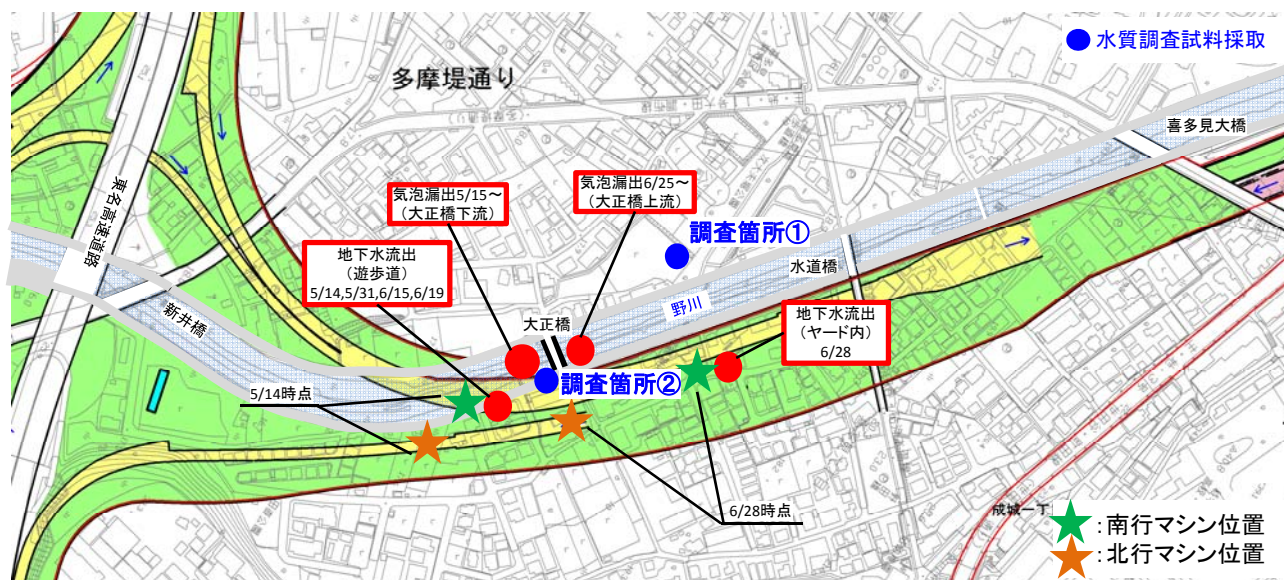 水質調査試料採取
多摩堤通り
喜多見大橋
東名高速道路
気泡漏出5/15～
(大正橋下流)
気泡漏出6/25～
(大正橋上流)
調査箇所①
地下水流出
(遊歩道)
5/14,5/31,6/15,6/19
水道橋
野川
新井橋
大正橋
地下水流出
(ヤード内)
6/28
調査箇所②
5/14時点
6/28時点
成城一丁
:南行マシン位置
:北行マシン位置